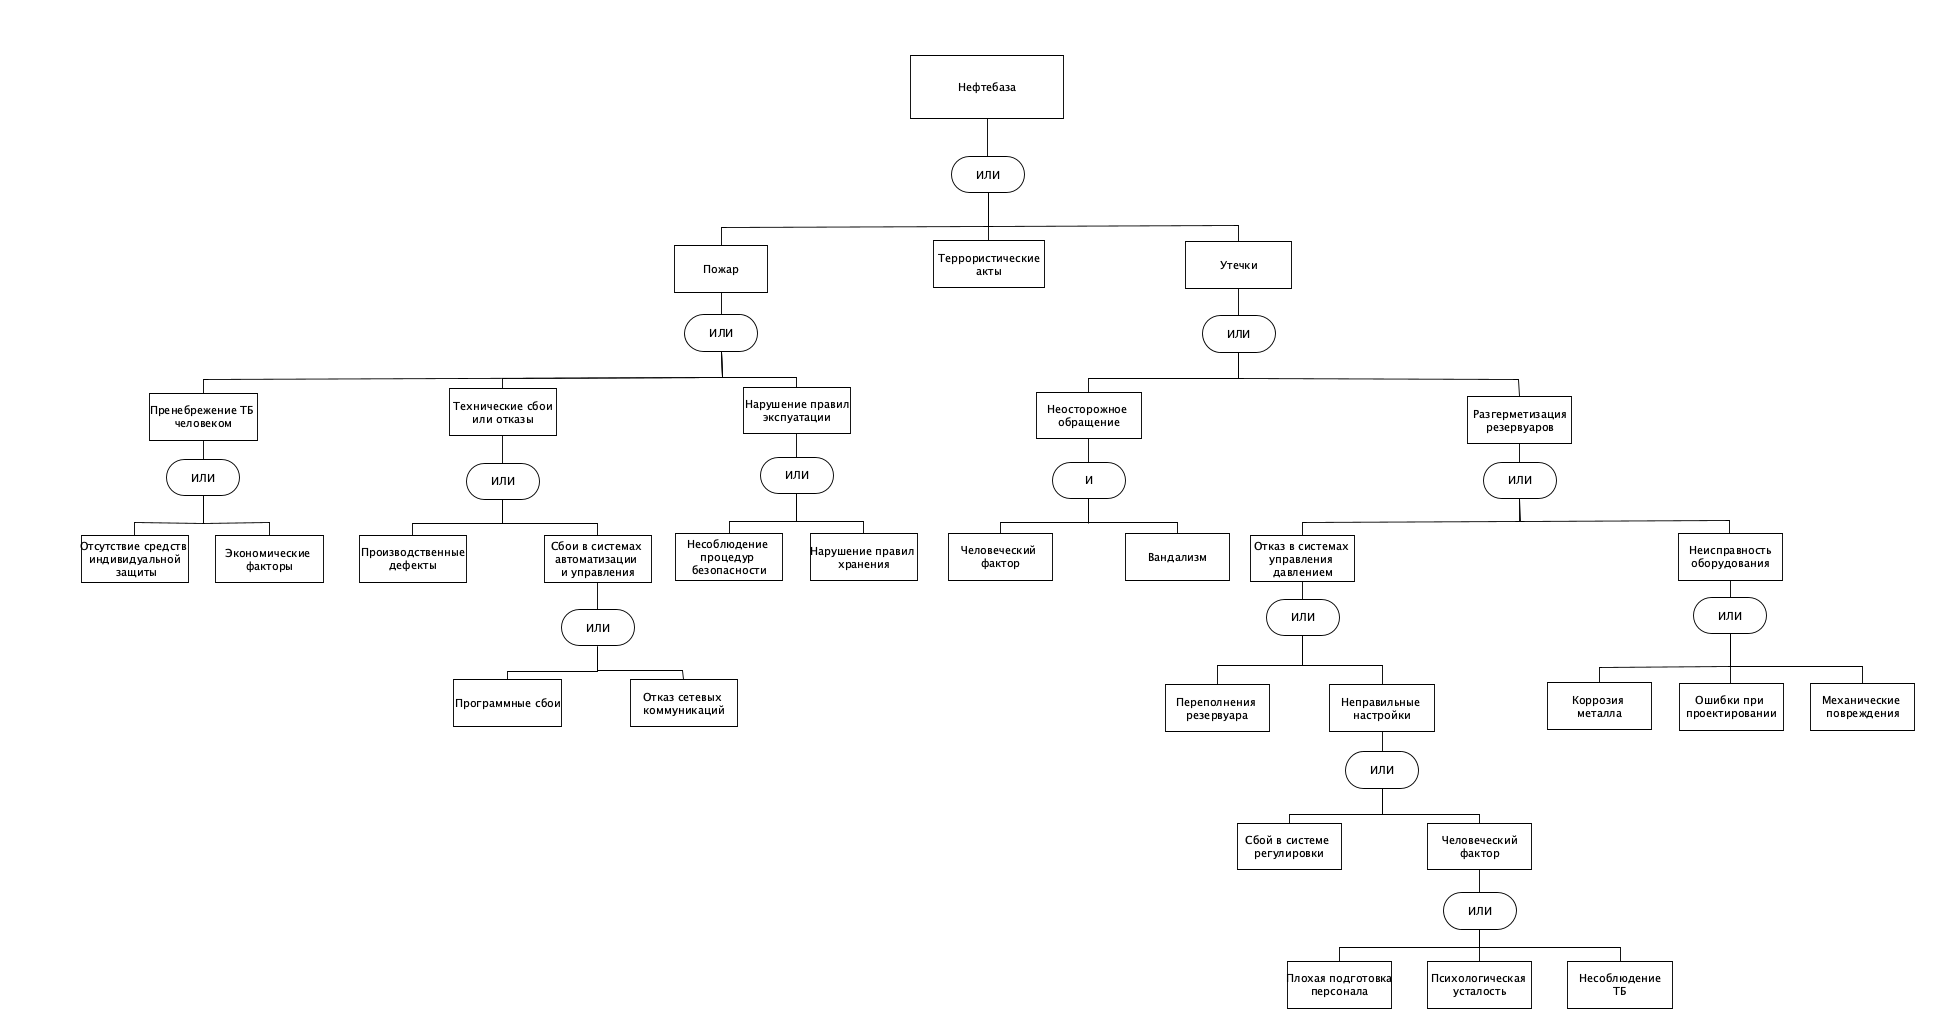 Нефтебаза
ИЛИ
Пожар
Террористические
акты
Утечки
ИЛИ
ИЛИ
Пренебрежение ТБ
человеком
Технические сбои
или отказы
Нарушение правил
экспуатации
Неосторожное
обращение
Разгерметизация
резервуаров
ИЛИ
ИЛИ
ИЛИ
И
ИЛИ
Отсутствие средств
индивидуальной
защиты
Экономические
факторы
Производственные
дефекты
Сбои в системах
автоматизации
и управления
Несоблюдение
процедур
безопасности
Нарушение правил
хранения
Человеческий
фактор
Вандализм
Отказ в системах
управления
давлением
Неисправность
оборудования
ИЛИ
ИЛИ
ИЛИ
Программные сбои
Отказ сетевых
коммуникаций
Переполнения
резервуара
Неправильные
настройки
Коррозия
металла
Ошибки при
проектировании
Механические
повреждения
ИЛИ
Сбой в системе
регулировки
Человеческий
фактор
ИЛИ
Плохая подготовка
персонала
Психологическая
усталость
Несоблюдение
ТБ